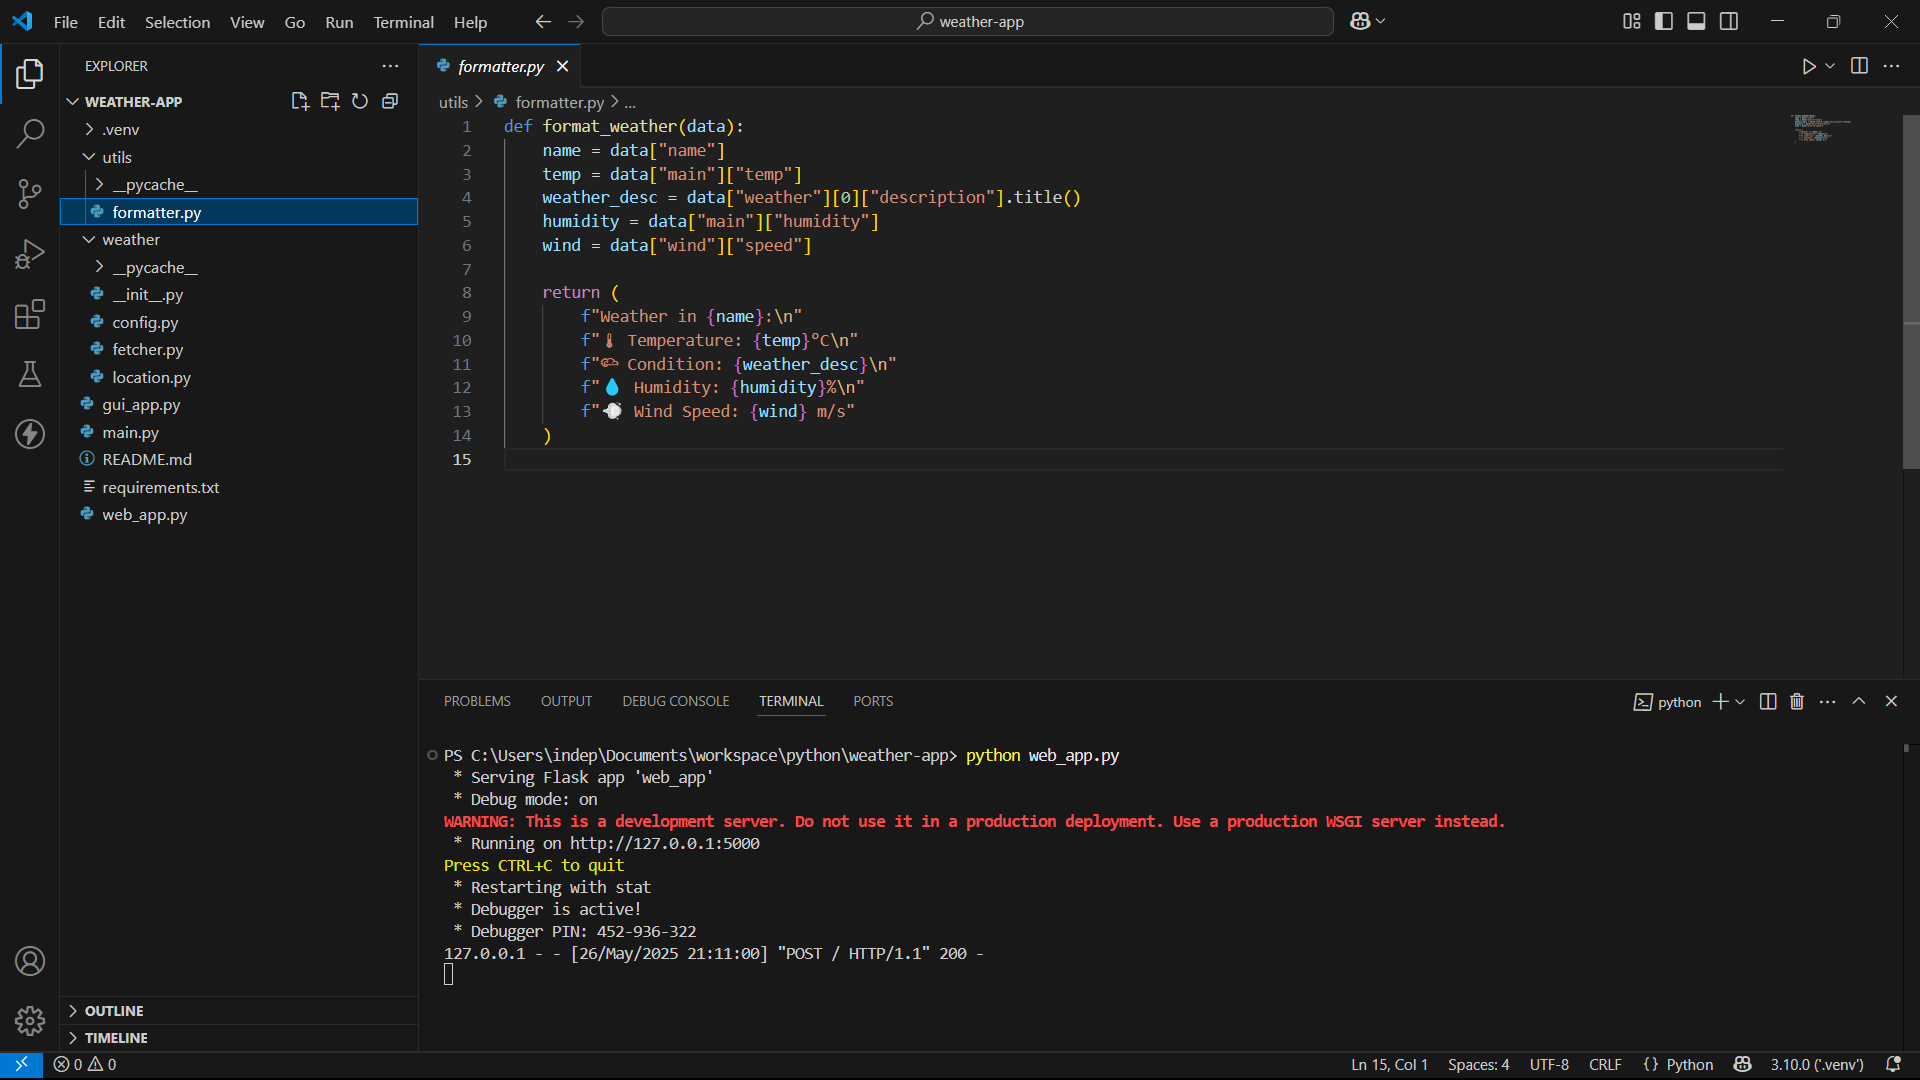 File Edit Selection View Go Run Terminal Help
weather-app
EXPLORER
WEATHER-APP
.venv
utils
__pycache__
formatter.py
weather
__pycache__
__init__.py
config.py
fetcher.py
location.py
gui_app.py
main.py
README.md
requirements.txt
web_app.py
OUTLINE
TIMELINE
formatter.py
utils > formatter.py > ...
1 def format_weather(data):
2 name = data["name"]
3 temp = data["main"]["temp"]
4 weather_desc = data["weather"][0]["description"].title()
5 humidity = data["main"]["humidity"]
6 wind = data["wind"]["speed"]
7
8 return (
9 f"Weather in {name}:\n"
10 f"🌡 Temperature: {temp}°C\n"
11 f"🌤 Condition: {weather_desc}\n"
12 f"💧 Humidity: {humidity}%\n"
13 f"💨 Wind Speed: {wind} m/s"
14 )
15
PROBLEMS OUTPUT DEBUG CONSOLE TERMINAL PORTS
python
PS C:\Users\indep\Documents\workspace\python\weather-app> python web_app.py
* Serving Flask app 'web_app'
* Debug mode: on
WARNING: This is a development server. Do not use it in a production deployment. Use a production WSGI server instead.
* Running on http://127.0.0.1:5000
Press CTRL+C to quit
* Restarting with stat
* Debugger is active!
* Debugger PIN: 452-936-322
127.0.0.1 - - [26/May/2025 21:11:00] "POST / HTTP/1.1" 200 -
0 0
Ln 15, Col 1 Spaces: 4 UTF-8 CRLF {} Python 3.10.0 ('.venv')